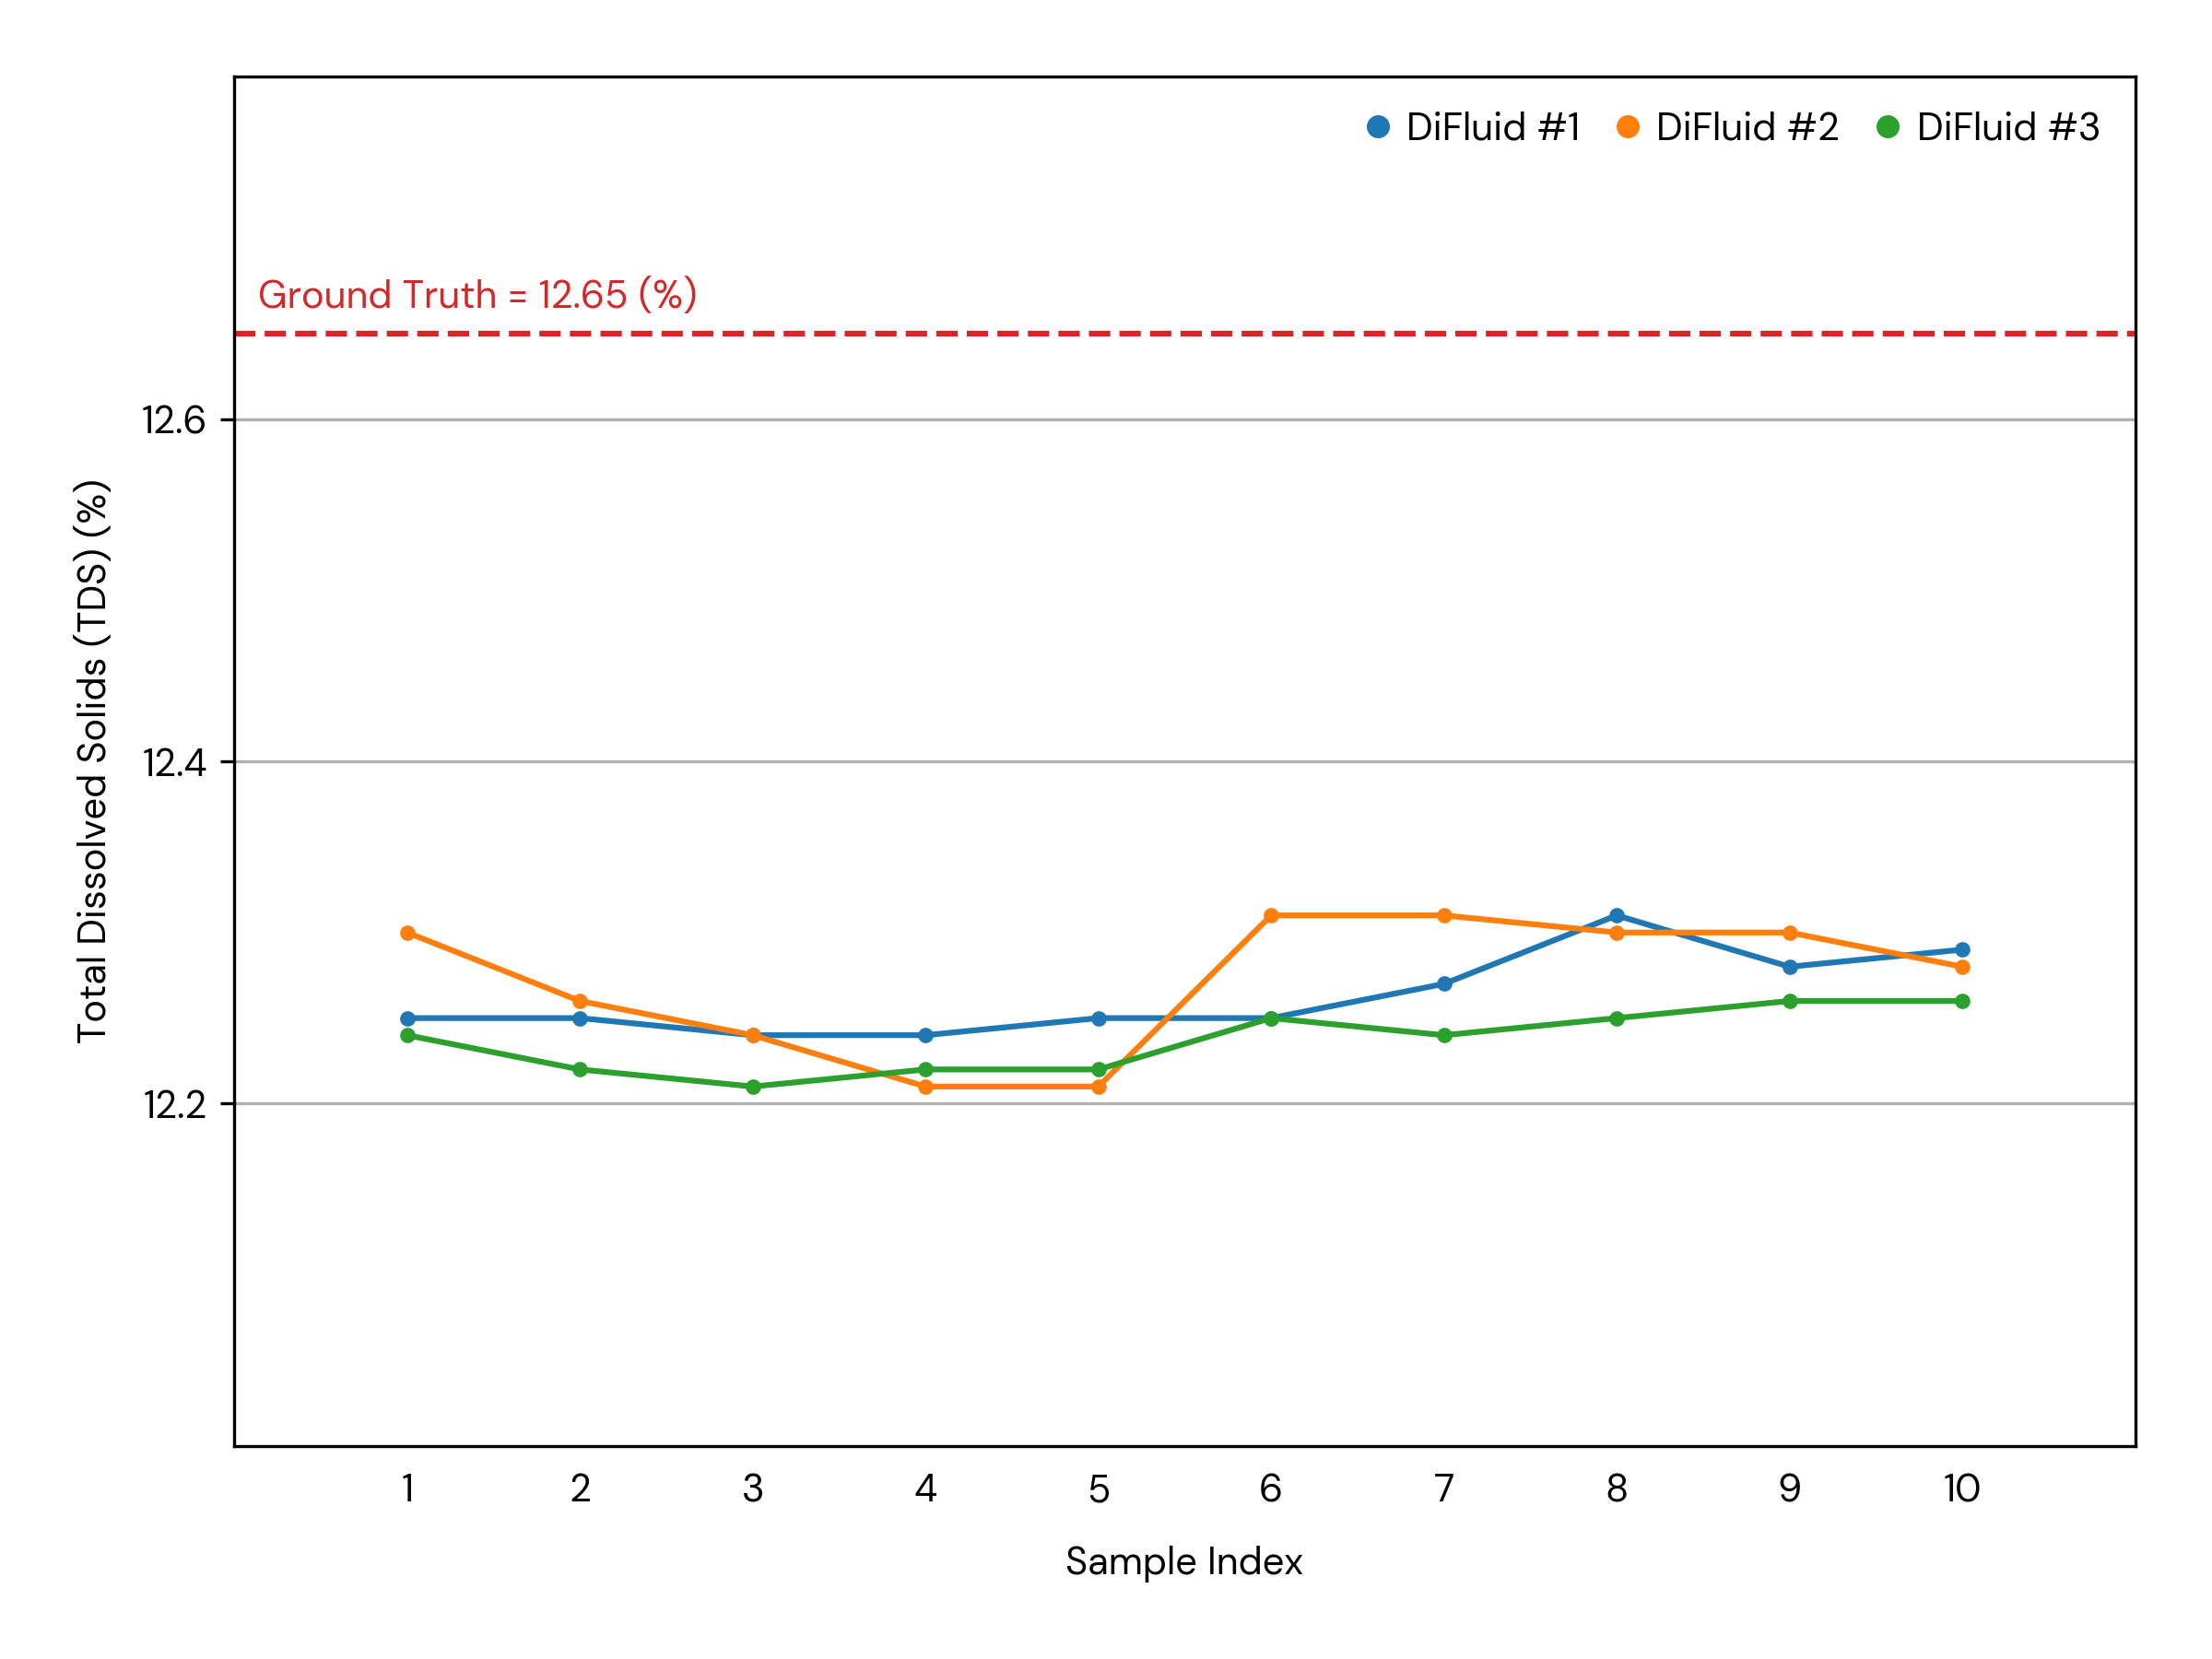 DiFluid #1 DiFluid #2 DiFluid #3
Ground Truth = 12.65 (%)
12.6
12.4
12.2
Total Dissolved Solids (TDS) (%)
1 2 3 4 5 6 7 8 9 10
Sample Index